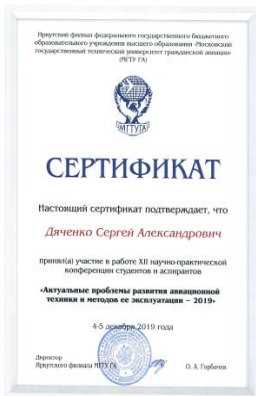 Иркутский филиал федерального государственного бюджетного
образовательного учреждения высшего образования «Московский
государственный технический университет гражданской авиации»
(МГТУ ГА)
МГТУГА
СЕРТИФИКАТ
Настоящий сертификат подтверждает, что
Дяченко Сергей Александрович
принял(а) участие в работе XII научно-практической
конференции студентов и аспирантов
«Актуальные проблемы развития авиационной
техники и методов ее эксплуатации – 2019»
4-5 декабря 2019 года
Директор
Иркутского филиала МГТУ ГА
О. А. Горбачев